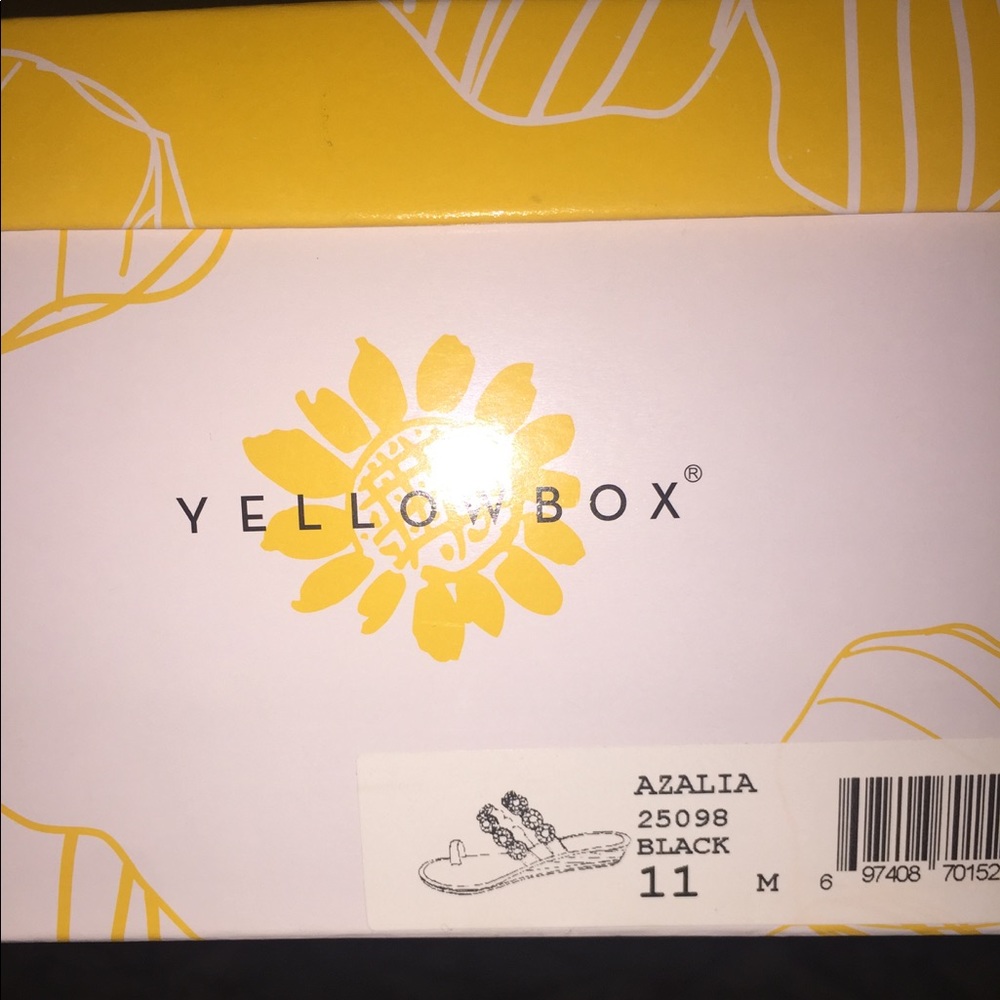 YELLOWBOX®
AZALIA
25098
BLACK
11 M
6 97408 70152